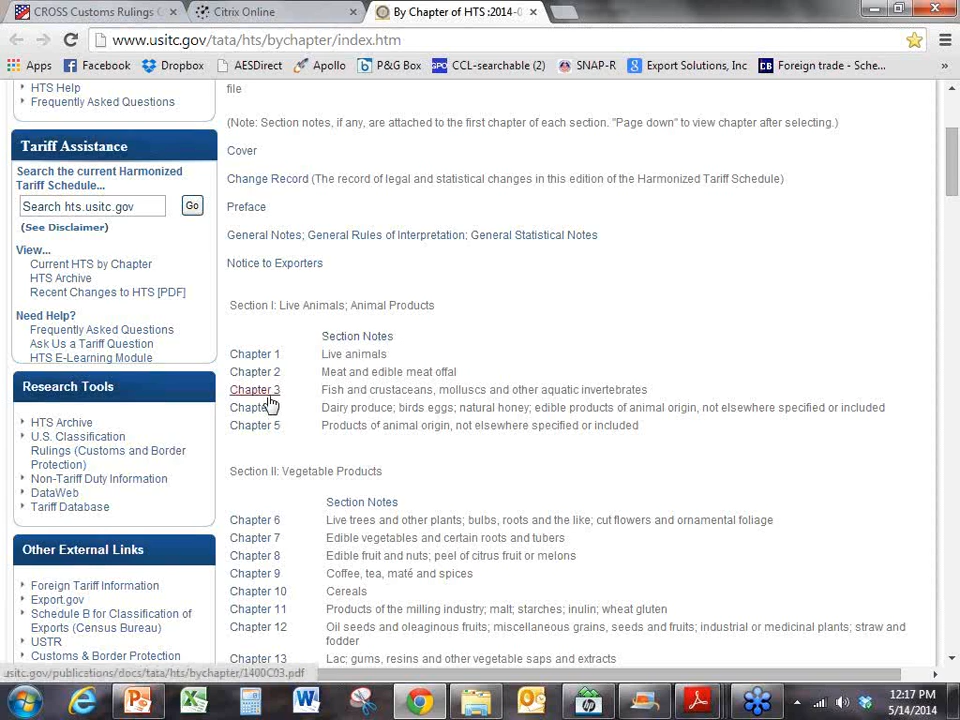 CROSS Customs Rulings
Citrix Online
By Chapter of HTS :2014-0
www.usitc.gov/tata/hts/bychapter/index.htm
Apps
Facebook
Dropbox
AESDirect
Apollo
P&G Box
CCL-searchable (2)
SNAP-R
Export Solutions, Inc
Foreign trade - Sche...
»
HTS Help
Frequently Asked Questions
Tariff Assistance
Search the current Harmonized
Tariff Schedule...
Search hts.usitc.gov
Go
(See Disclaimer)
View...
Current HTS by Chapter
HTS Archive
Recent Changes to HTS [PDF]
Need Help?
Frequently Asked Questions
Ask Us a Tariff Question
HTS E-Learning Module
Research Tools
HTS Archive
U.S. Classification
Rulings (Customs and Border
Protection)
Non-Tariff Duty Information
DataWeb
Tariff Database
Other External Links
Foreign Tariff Information
Export.gov
Schedule B for Classification of
Exports (Census Bureau)
USTR
Customs & Border Protection
file
(Note: Section notes, if any, are attached to the first chapter of each section. "Page down" to view chapter after selecting.)
Cover
Change Record (The record of legal and statistical changes in this edition of the Harmonized Tariff Schedule)
Preface
General Notes; General Rules of Interpretation; General Statistical Notes
Notice to Exporters
Section I: Live Animals; Animal Products
Section Notes
Chapter 1 Live animals
Chapter 2 Meat and edible meat offal
Chapter 3 Fish and crustaceans, molluscs and other aquatic invertebrates
Dairy produce; birds eggs; natural honey; edible products of animal origin, not elsewhere specified or included
Chapter 5 Products of animal origin, not elsewhere specified or included
Section II: Vegetable Products
Section Notes
Chapter 6 Live trees and other plants; bulbs, roots and the like; cut flowers and ornamental foliage
Chapter 7 Edible vegetables and certain roots and tubers
Chapter 8 Edible fruit and nuts; peel of citrus fruit or melons
Chapter 9 Coffee, tea, maté and spices
Chapter 10 Cereals
Chapter 11 Products of the milling industry; malt; starches; inulin; wheat gluten
Chapter 12 Oil seeds and oleaginous fruits; miscellaneous grains, seeds and fruits; industrial or medicinal plants; straw and
fodder
Chapter 13 Lac; gums, resins and other vegetable saps and extracts
usitc.gov/publications/docs/tata/hts/bychapter/1400C03.pdf
12:17 PM
5/14/2014